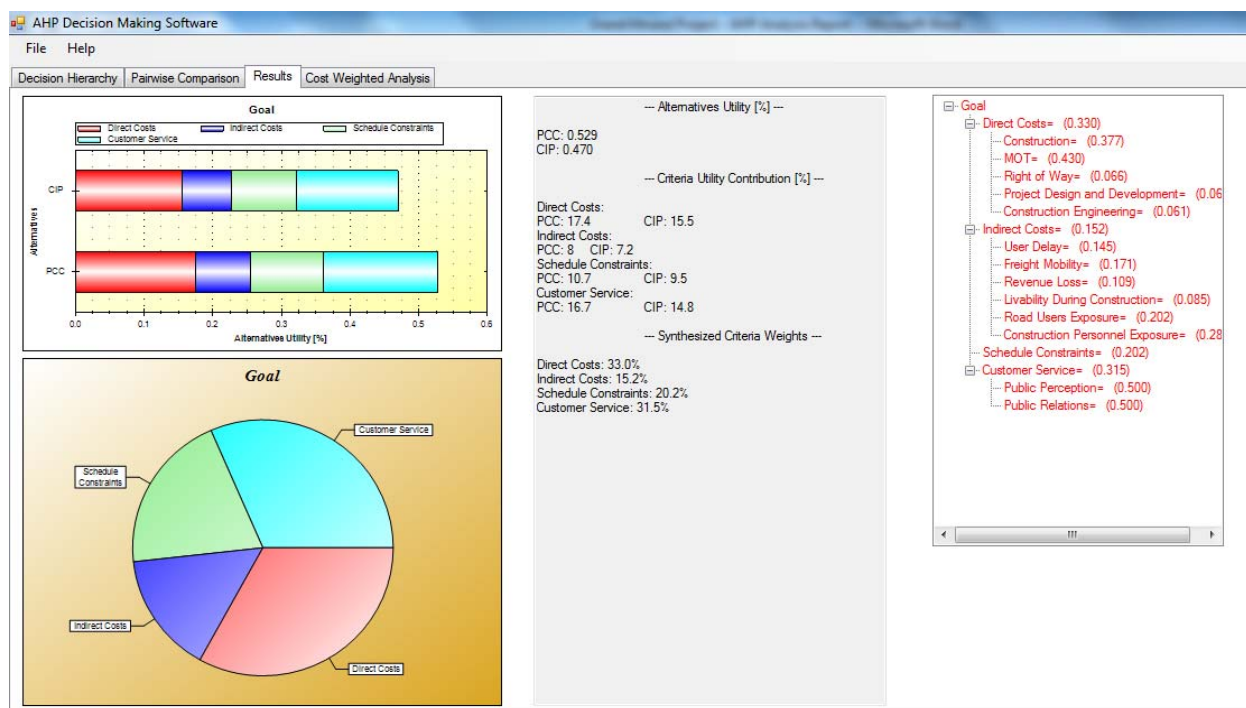 AHP Decision Making Software
File Help
Decision Hierarchy Pairwise Comparison Results Cost Weighted Analysis
Goal
Direct Costs Indirect Costs Schedule Constraints
Customer Service
Alternatives
CIP
PCC
0.0 0.1 0.2 0.3 0.4 0.5 0.6
Alternatives Utility [%]
Goal
Customer Service
Schedule
Constraints
Indirect Costs
Direct Costs
--- Alternatives Utility [%] ---
PCC: 0.529
CIP: 0.470
--- Criteria Utility Contribution [%] ---
Direct Costs:
PCC: 17.4 CIP: 15.5
Indirect Costs:
PCC: 8 CIP: 7.2
Schedule Constraints:
PCC: 10.7 CIP: 9.5
Customer Service:
PCC: 16.7 CIP: 14.8
--- Synthesized Criteria Weights ---
Direct Costs: 33.0%
Indirect Costs: 15.2%
Schedule Constraints: 20.2%
Customer Service: 31.5%
Goal
Direct Costs= (0.330)
Construction= (0.377)
MOT= (0.430)
Right of Way= (0.066)
Project Design and Development= (0.06
Construction Engineering= (0.061)
Indirect Costs= (0.152)
User Delay= (0.145)
Freight Mobility= (0.171)
Revenue Loss= (0.109)
Livability During Construction= (0.085)
Road Users Exposure= (0.202)
Construction Personnel Exposure= (0.28
Schedule Constraints= (0.202)
Customer Service= (0.315)
Public Perception= (0.500)
Public Relations= (0.500)